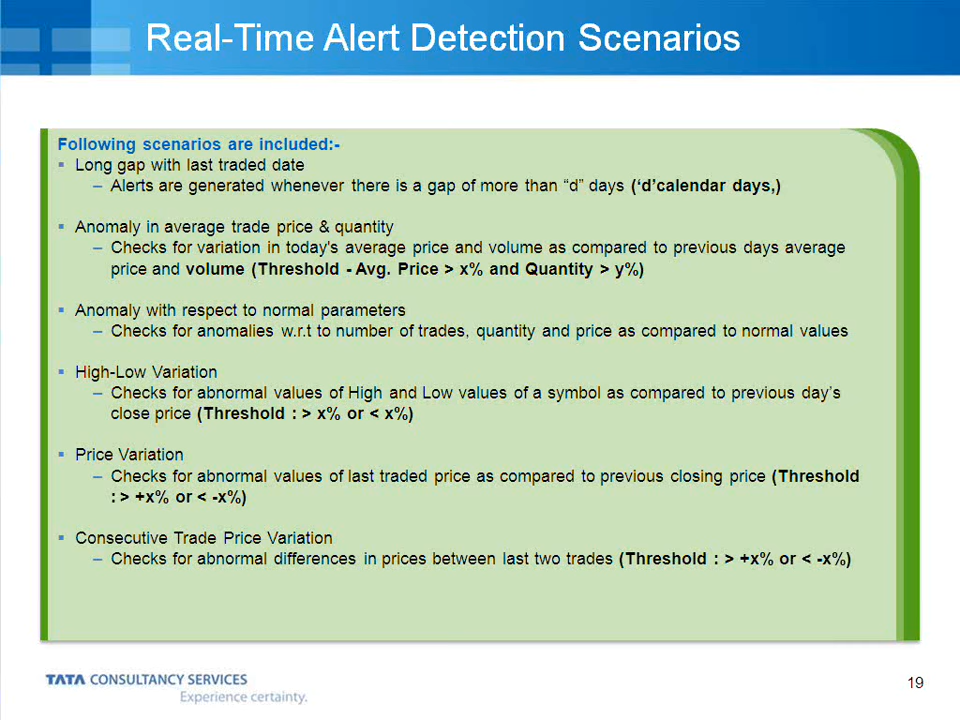 Real-Time Alert Detection Scenarios
Following scenarios are included:-
▪ Long gap with last traded date
– Alerts are generated whenever there is a gap of more than “d” days (‘d’calendar days,)
▪ Anomaly in average trade price & quantity
– Checks for variation in today's average price and volume as compared to previous days average
price and volume (Threshold - Avg. Price > x% and Quantity > y%)
▪ Anomaly with respect to normal parameters
– Checks for anomalies w.r.t to number of trades, quantity and price as compared to normal values
▪ High-Low Variation
– Checks for abnormal values of High and Low values of a symbol as compared to previous day’s
close price (Threshold : > x% or < x%)
▪ Price Variation
– Checks for abnormal values of last traded price as compared to previous closing price (Threshold
: > +x% or < -x%)
▪ Consecutive Trade Price Variation
– Checks for abnormal differences in prices between last two trades (Threshold : > +x% or < -x%)
TATA CONSULTANCY SERVICES
Experience certainty.
19